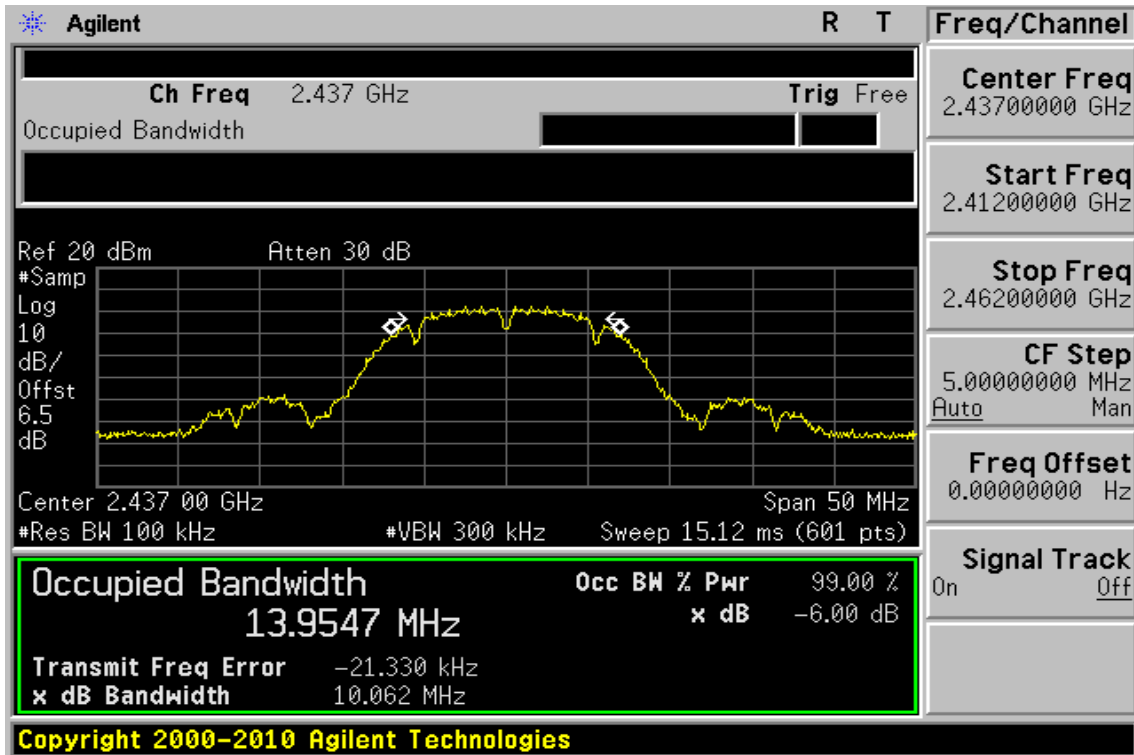 Agilent R T
Freq/Channel
Ch Freq 2.437 GHz Trig Free
Occupied Bandwidth
Center Freq
2.43700000 GHz
Start Freq
2.41200000 GHz
Stop Freq
2.46200000 GHz
CF Step
5.00000000 MHz
Auto Man
Freq Offset
0.00000000 Hz
Signal Track
On Off
Ref 20 dBm Atten 30 dB
#Samp
Log
10
dB/
Offst
6.5
dB
Center 2.437 00 GHz Span 50 MHz
#Res BW 100 kHz #VBW 300 kHz Sweep 15.12 ms (601 pts)
Occupied Bandwidth Occ BW % Pwr 99.00 %
13.9547 MHz x dB -6.00 dB
Transmit Freq Error -21.330 kHz
x dB Bandwidth 10.062 MHz
Copyright 2000-2010 Agilent Technologies